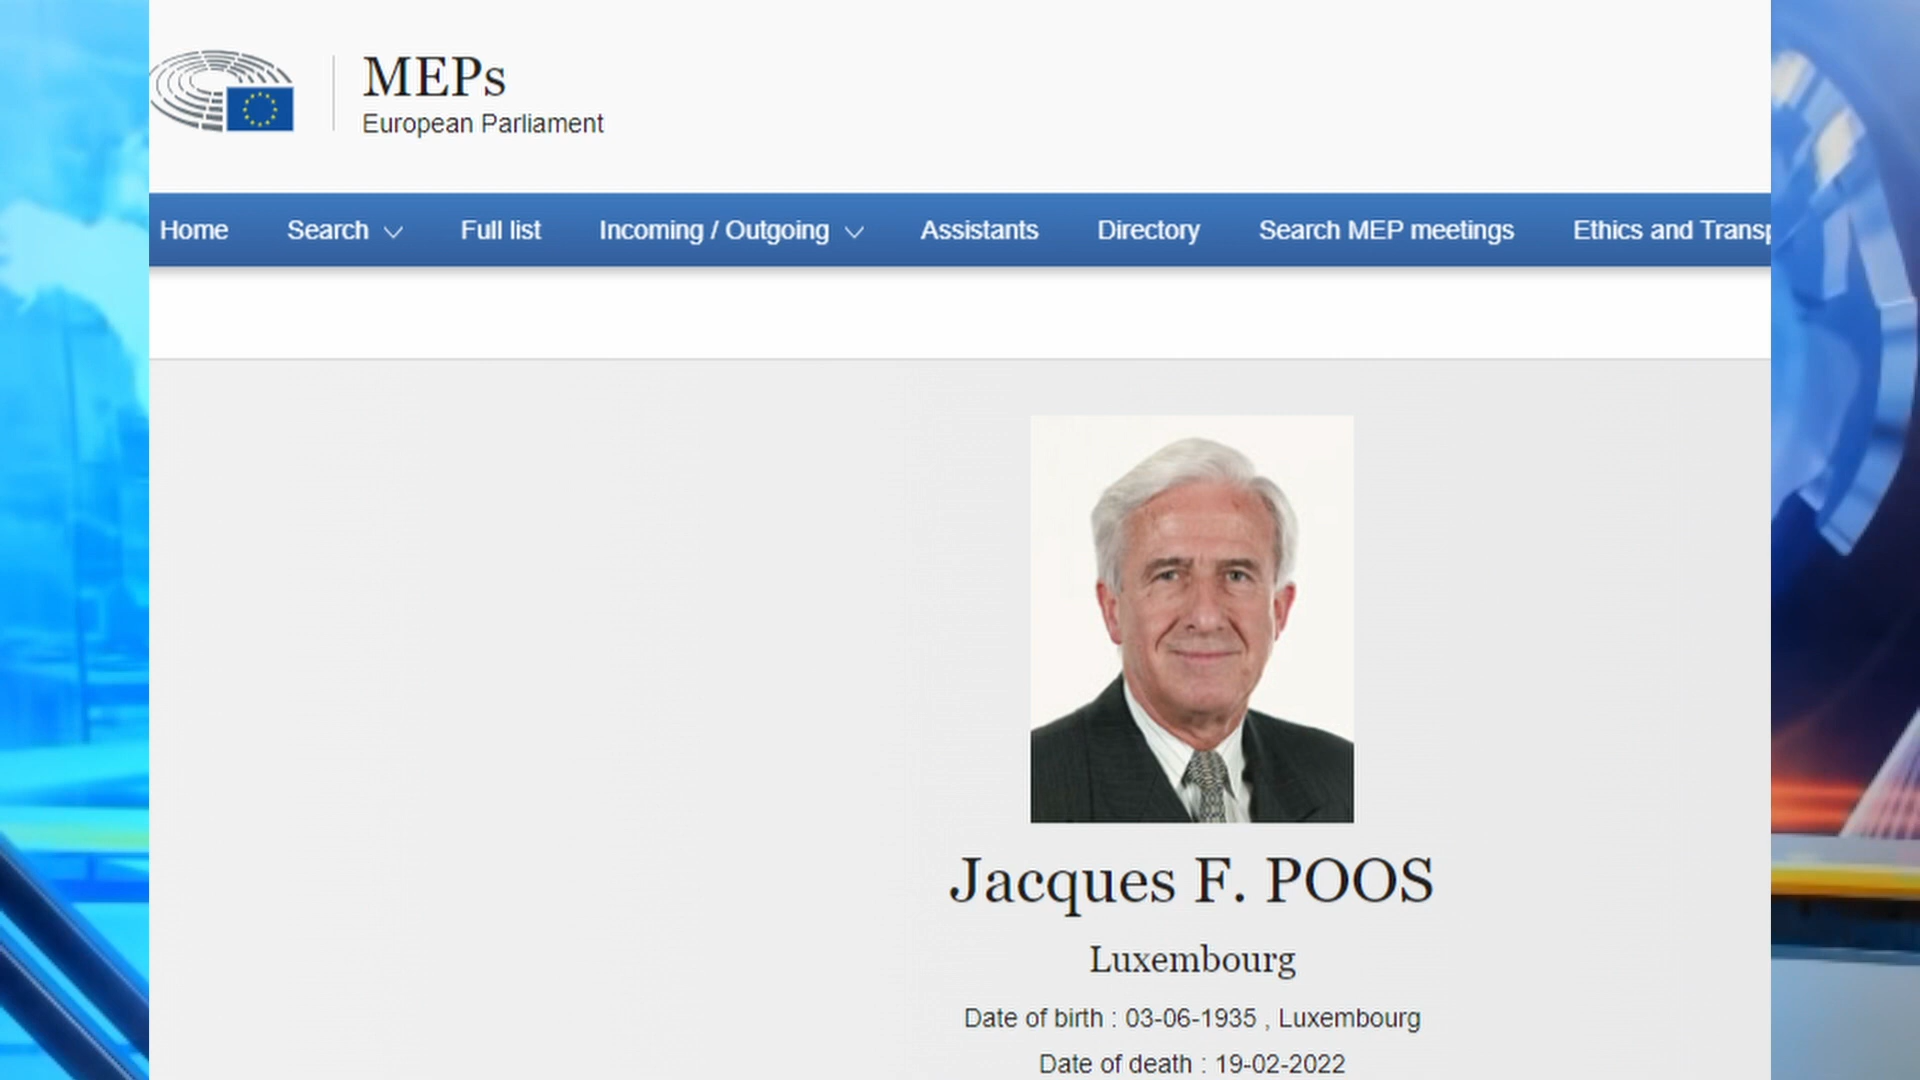 MEPs
European Parliament
Home Search Full list Incoming / Outgoing Assistants Directory Search MEP meetings Ethics and Transp
Jacques F. POOS
Luxembourg
Date of birth : 03-06-1935 , Luxembourg
Date of death : 19-02-2022